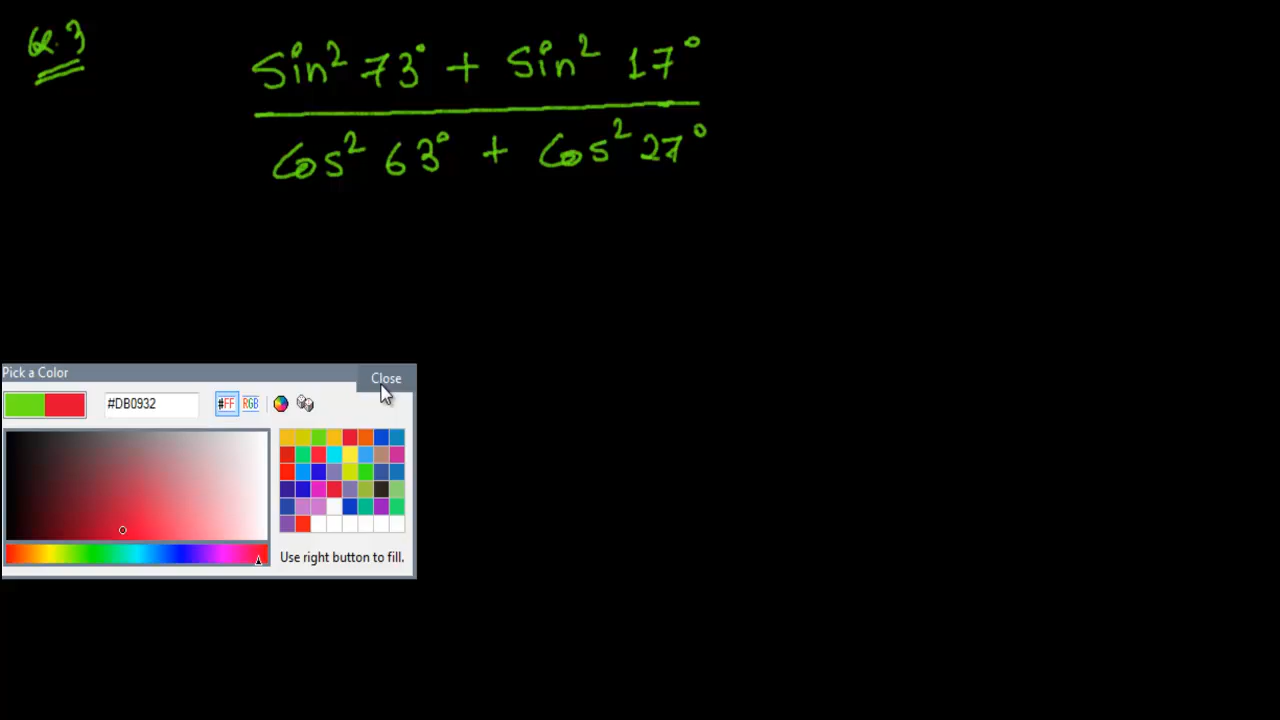 Q.3
Sin² 73° + Sin² 17°
Cos² 63° + Cos² 27°
Pick a Color
Close
#DB0932
#FF
RGB
Use right button to fill.